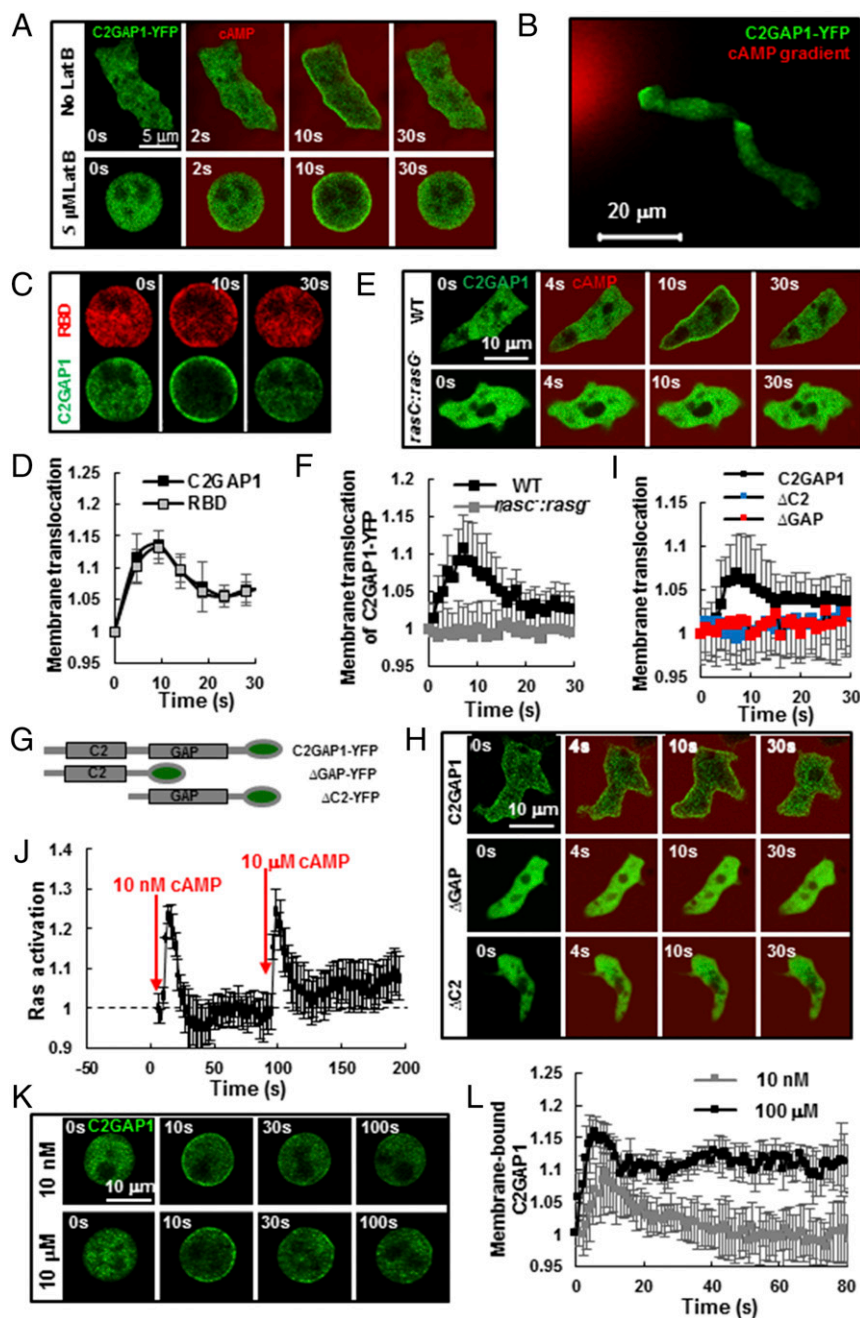 A
C2GAP1-YFP
cAMP
No Lat B
0s
5 µm
2s
10s
30s
5 µM Lat B
0s
2s
10s
30s
B
C2GAP1-YFP
cAMP gradient
20 µm
C
0s
10s
30s
RBD
C2GAP1
E
0s
C2GAP1
4s
cAMP
10s
30s
WT
10 µm
rasC-::rasG-
0s
4s
10s
30s
D
Membrane translocation
1.25
1.2
1.15
1.1
1.05
1
0.95
C2GAP1
RBD
0
10
20
30
Time (s)
F
Membrane translocation
of C2GAP1-YFP
1.2
1.15
1.1
1.05
1
0.95
WT
rasc-::rasg-
0
10
20
30
Time (s)
I
Membrane translocation
1.2
1.15
1.1
1.05
1
0.95
C2GAP1
ΔC2
ΔGAP
0
10
20
30
Time (s)
G
C2
GAP
C2GAP1-YFP
C2
ΔGAP-YFP
GAP
ΔC2-YFP
H
C2GAP1
0s
4s
10s
30s
10 µm
ΔGAP
0s
4s
10s
30s
ΔC2
0s
4s
10s
30s
J
Ras activation
1.4
1.3
1.2
1.1
1
0.9
10 nM cAMP
10 µM cAMP
-50
0
50
100
150
200
Time (s)
K
0s
C2GAP1
10s
30s
100s
10 nM
10 µm
10 µM
0s
10s
30s
100s
L
Membrane-bound
C2GAP1
1.2
1.15
1.1
1.05
1
0.95
10 nM
100 µM
0
20
40
60
80
Time (s)